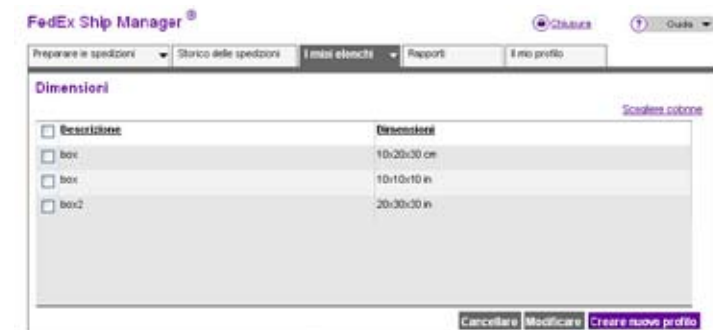 FedEx Ship Manager ®
Chiusura ? Guida
Preparare le spedizioni Storico delle spedizioni I miei elenchi Rapporti Il mio profilo
Dimensioni
Scegliere colonne
Descrizione Dimensioni
box 10x20x30 cm
box 10x10x10 in
box2 20x30x30 in
Cancellare Modificare Creare nuovo profilo